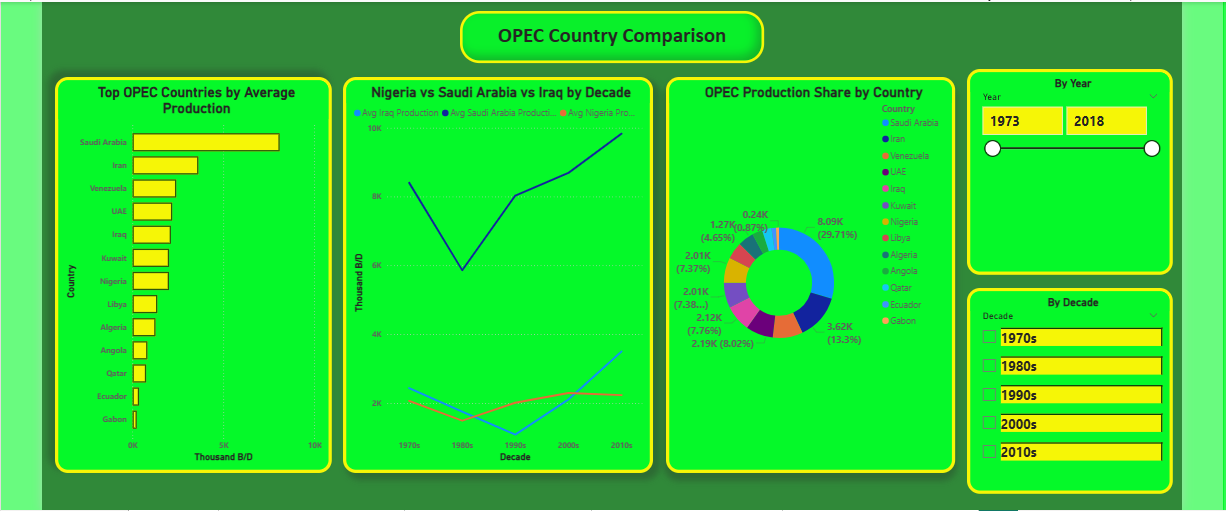 OPEC Country Comparison
Top OPEC Countries by Average
Production
Country
Saudi Arabia
Iran
Venezuela
UAE
Iraq
Kuwait
Nigeria
Libya
Algeria
Angola
Qatar
Ecuador
Gabon
0K 5K 10K
Thousand B/D
Nigeria vs Saudi Arabia vs Iraq by Decade
Avg Iraq Production Avg Saudi Arabia Producti... Avg Nigeria Pro...
Thousand B/D
10K
8K
6K
4K
2K
1970s 1980s 1990s 2000s 2010s
Decade
OPEC Production Share by Country
Country
Saudi Arabia
Iran
Venezuela
UAE
Iraq
Kuwait
Nigeria
Libya
Algeria
Angola
Qatar
Ecuador
Gabon
8.09K
(29.71%)
3.62K
(13.3%)
2.19K (8.02%)
2.12K
(7.76%)
2.01K
(7.38...)
2.01K
(7.37%)
1.27K
(4.65%)
0.24K
(0.87%)
By Year
Year
1973 2018
By Decade
Decade
1970s
1980s
1990s
2000s
2010s